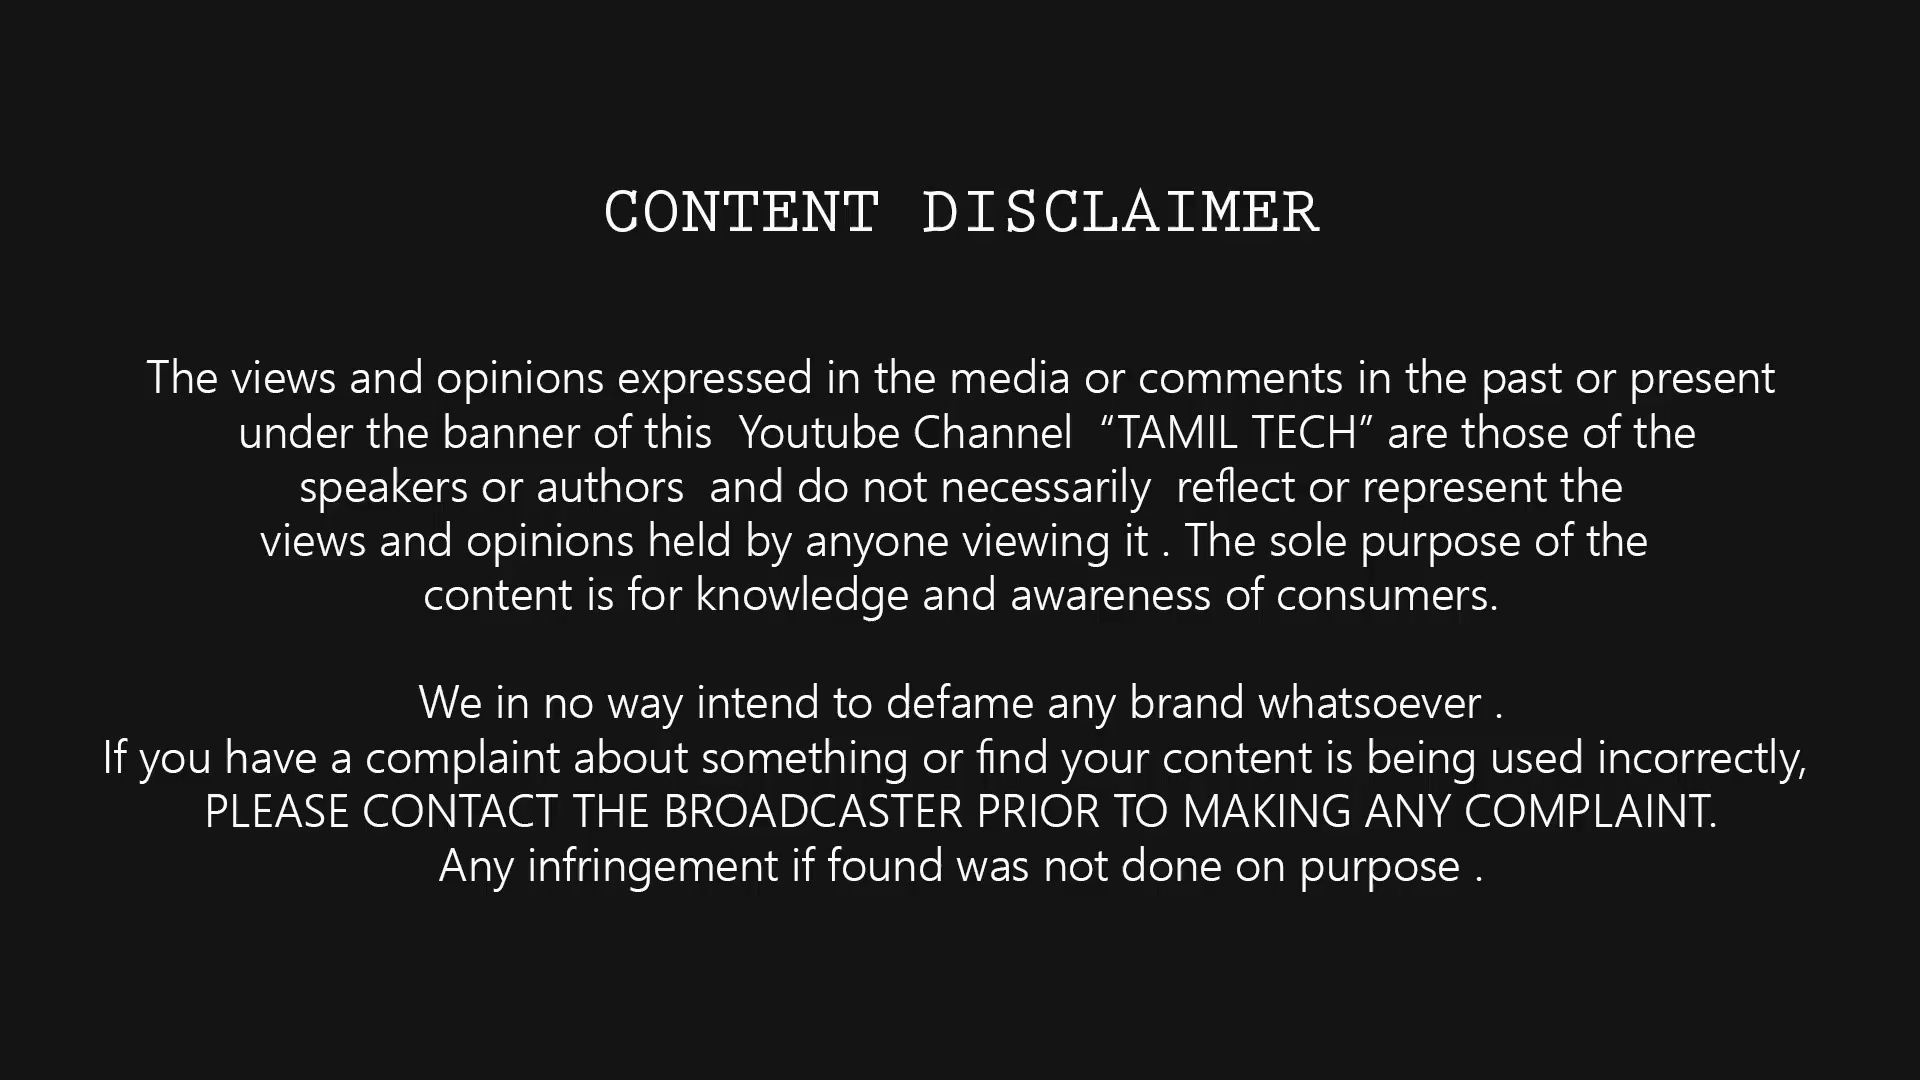 CONTENT DISCLAIMER
The views and opinions expressed in the media or comments in the past or present
under the banner of this  Youtube Channel  “TAMIL TECH” are those of the
speakers or authors  and do not necessarily  reflect or represent the
views and opinions held by anyone viewing it . The sole purpose of the
content is for knowledge and awareness of consumers.
We in no way intend to defame any brand whatsoever .
If you have a complaint about something or find your content is being used incorrectly,
PLEASE CONTACT THE BROADCASTER PRIOR TO MAKING ANY COMPLAINT.
Any infringement if found was not done on purpose .